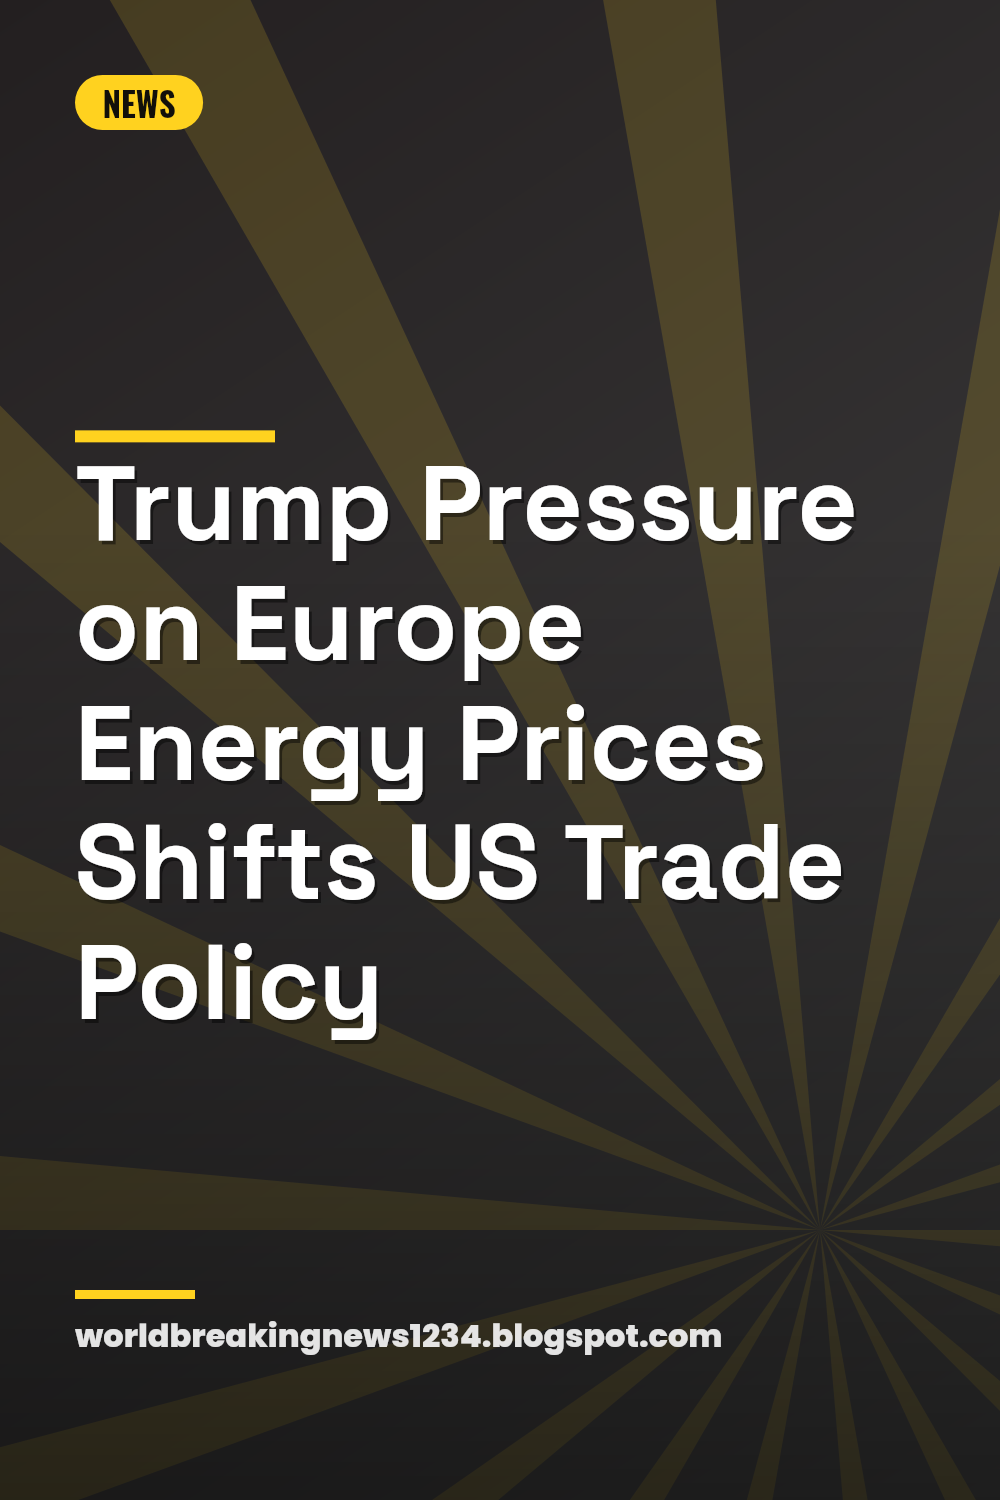 NEWS
Trump Pressure
on Europe
Energy Prices
Shifts US Trade
Policy
worldbreakingnews1234.blogspot.com